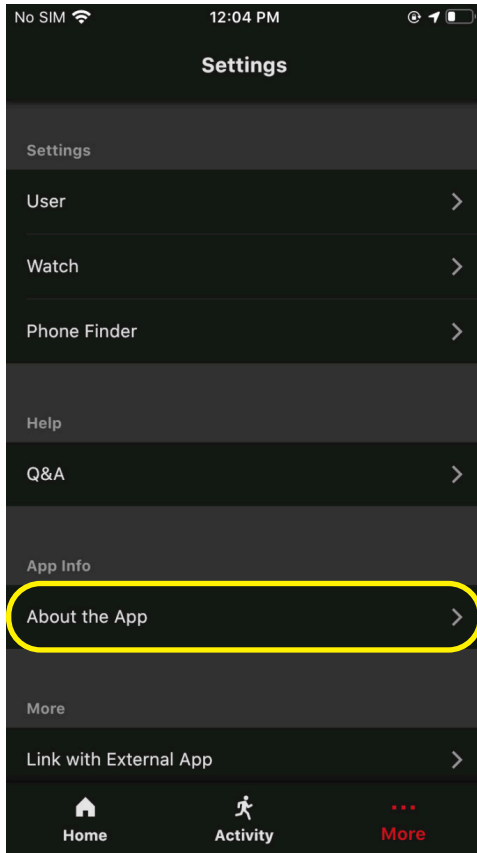 No SIM 12:04 PM
Settings
Settings
User
Watch
Phone Finder
Help
Q&A
App Info
About the App
More
Link with External App
Home Activity More